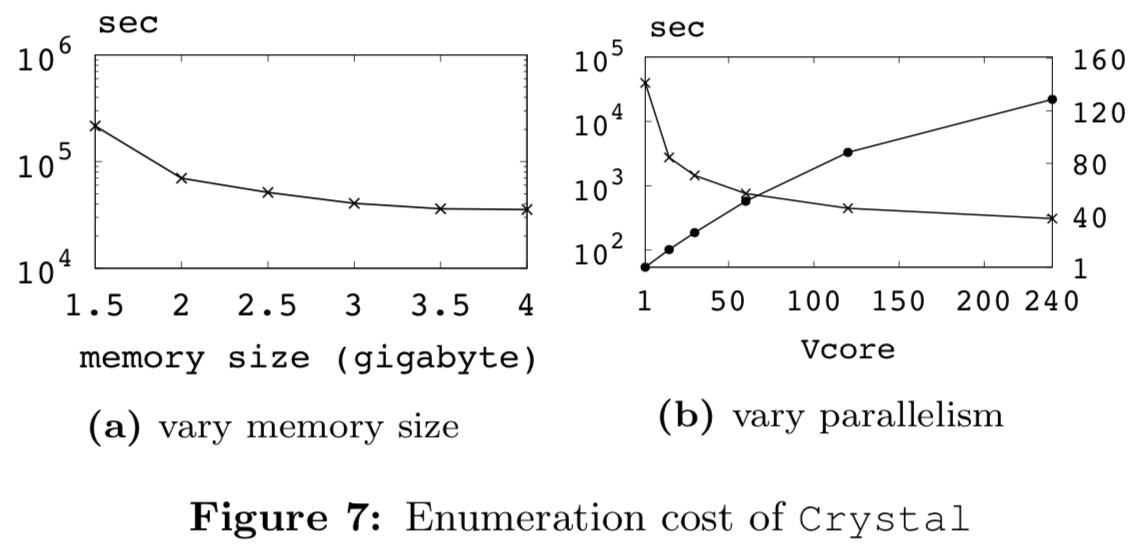 sec
10^6
10^5
10^4
1.5 2 2.5 3 3.5 4
memory size (gigabyte)
(a) vary memory size
sec
10^5
10^4
10^3
10^2
160
120
80
40
1
1 50 100 150 200 240
Vcore
(b) vary parallelism
Figure 7: Enumeration cost of Crystal